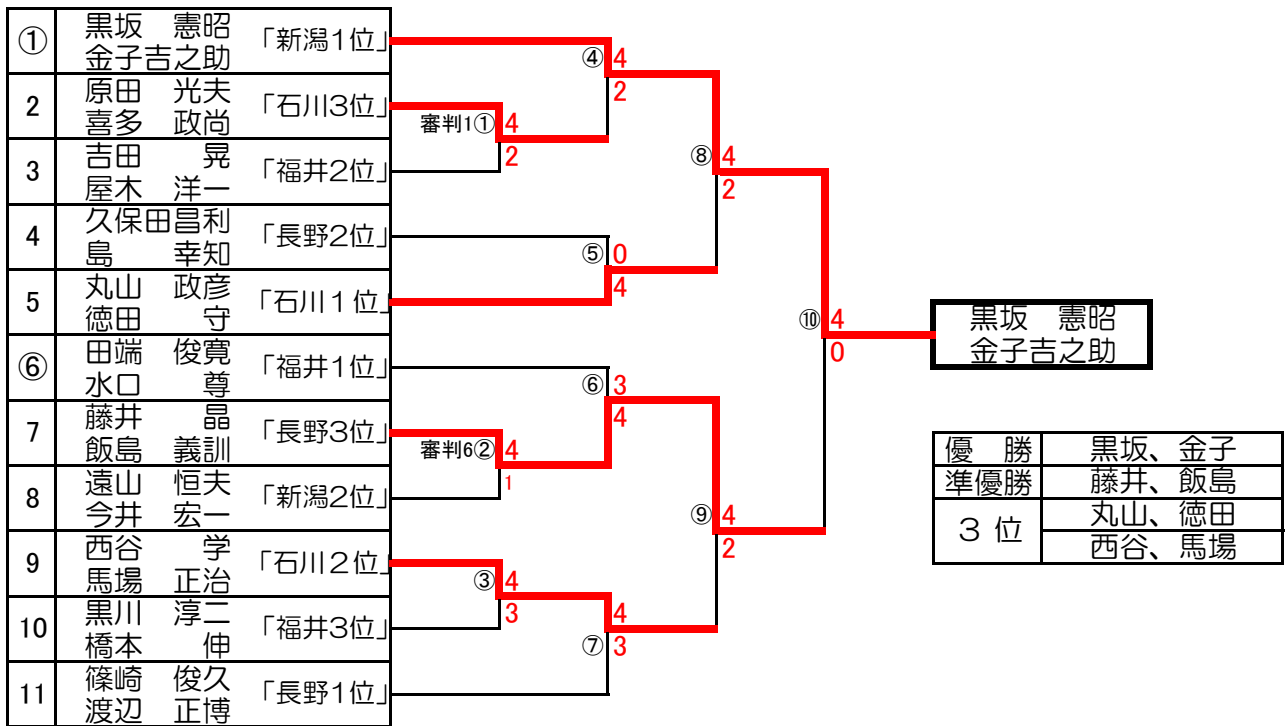 ① 黒坂　憲昭 「新潟1位」
金子吉之助
2 原田　光夫 「石川3位」
喜多　政尚
3 吉田　　晃 「福井2位」
屋木　洋一
4 久保田昌利 「長野2位」
島　　幸知
5 丸山　政彦 「石川1位」
徳田　　守
⑥ 田端　俊寛 「福井1位」
水口　　尊
7 藤井　　晶 「長野3位」
飯島　義訓
8 遠山　恒夫 「新潟2位」
今井　宏一
9 西谷　　学 「石川2位」
馬場　正治
10 黒川　淳二 「福井3位」
橋本　　伸
11 篠崎　俊久 「長野1位」
渡辺　正博
審判1① 4
2
審判6② 4
1
③ 4
3
④ 4
2
⑤ 0
4
⑥ 3
4
4
⑦ 3
⑧ 4
2
⑨ 4
2
⑩ 4
0
黒坂　憲昭
金子吉之助
優　勝 黒坂、金子
準優勝 藤井、飯島
3 位 丸山、徳田
西谷、馬場